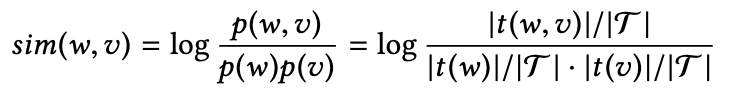 sim(w, v) = log p(w, v) / p(w)p(v) = log |t(w, v)|/|𝒯| / |t(w)|/|𝒯| · |t(v)|/|𝒯|